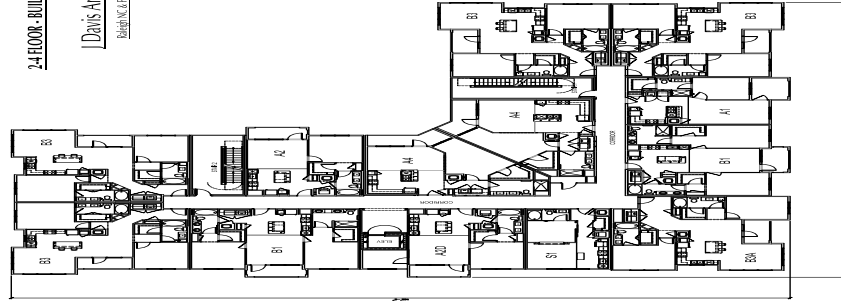 2-4 FLOOR - BUIL
J Davis Ar
Raleigh NC & P
B3
B3
A4
A1
CORRIDOR
B1
B3
A2
A4
CORRIDOR
B3
B1
ELEV
A2D
S1
B3A